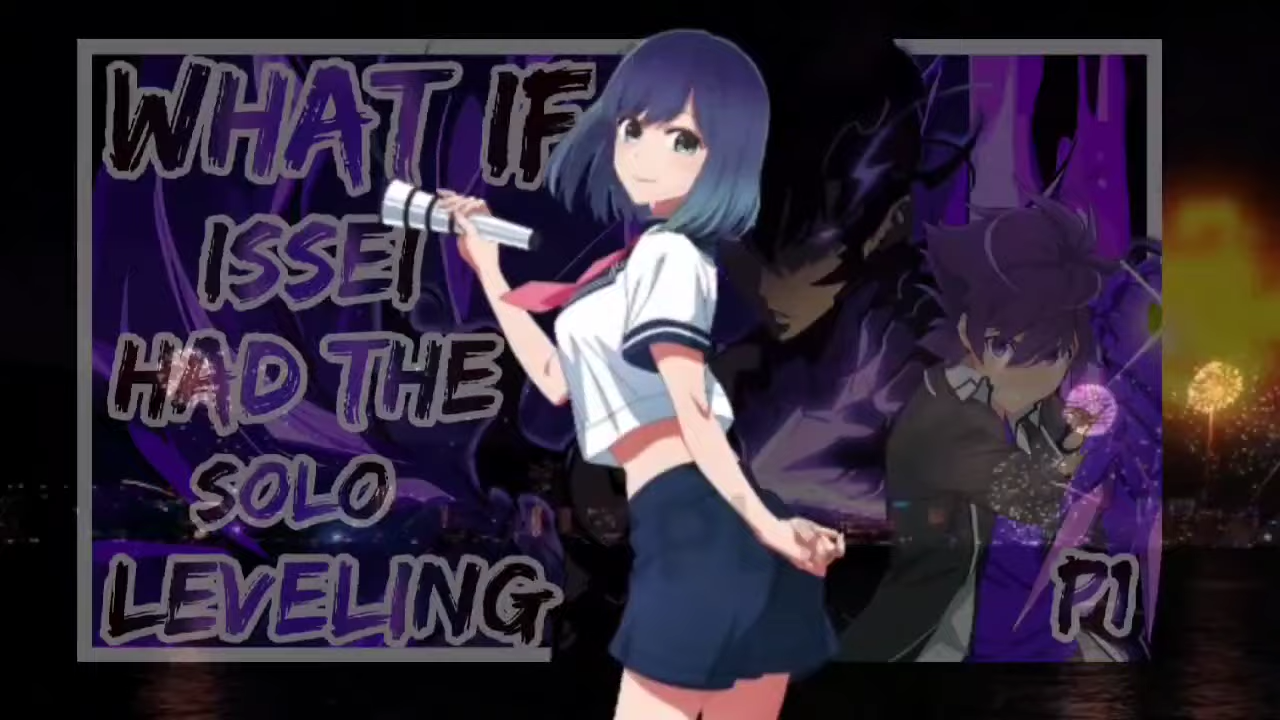 WHAT IF
ISSEI
HAD THE
SOLO
LEVELING
P1